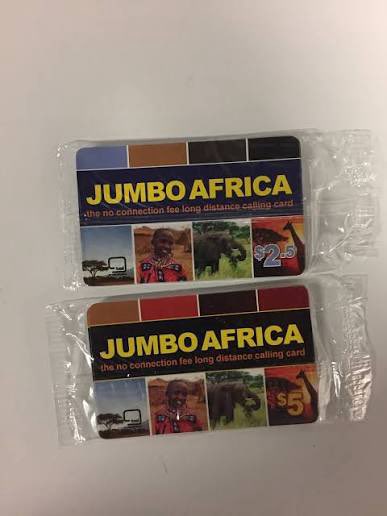 JUMBO AFRICA
the no connection fee long distance calling card
$2.5
JUMBO AFRICA
the no connection fee long distance calling card
$5